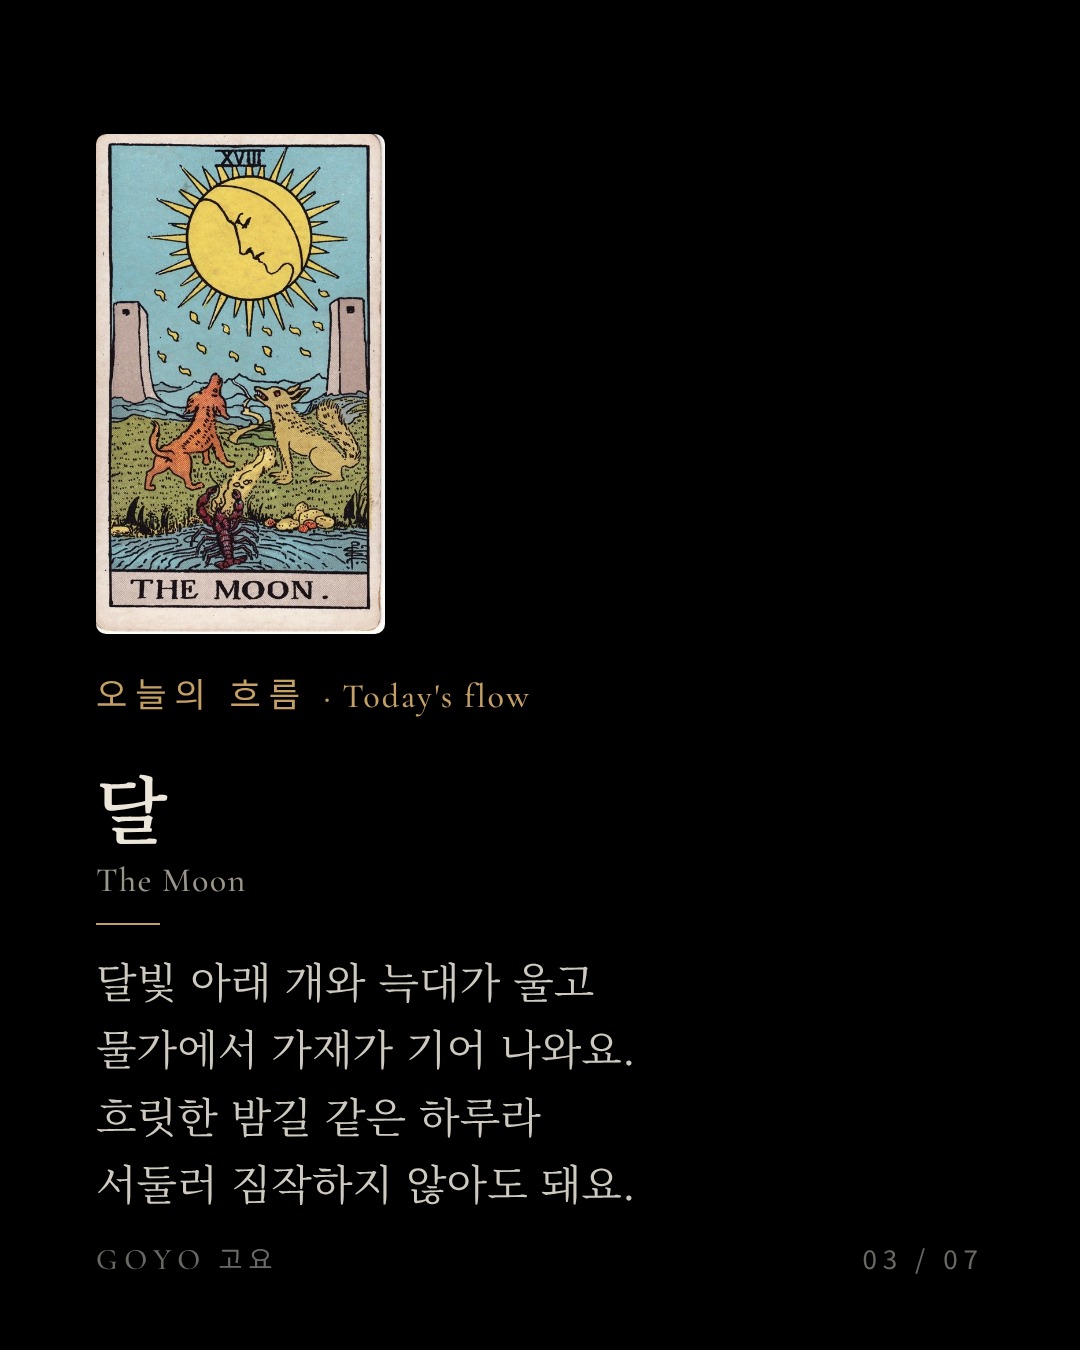 XVIII
THE MOON.
오늘의 흐름 · Today's flow
달
The Moon
달빛 아래 개와 늑대가 울고
물가에서 가재가 기어 나와요.
흐릿한 밤길 같은 하루라
서둘러 짐작하지 않아도 돼요.
GOYO 고요
03 / 07